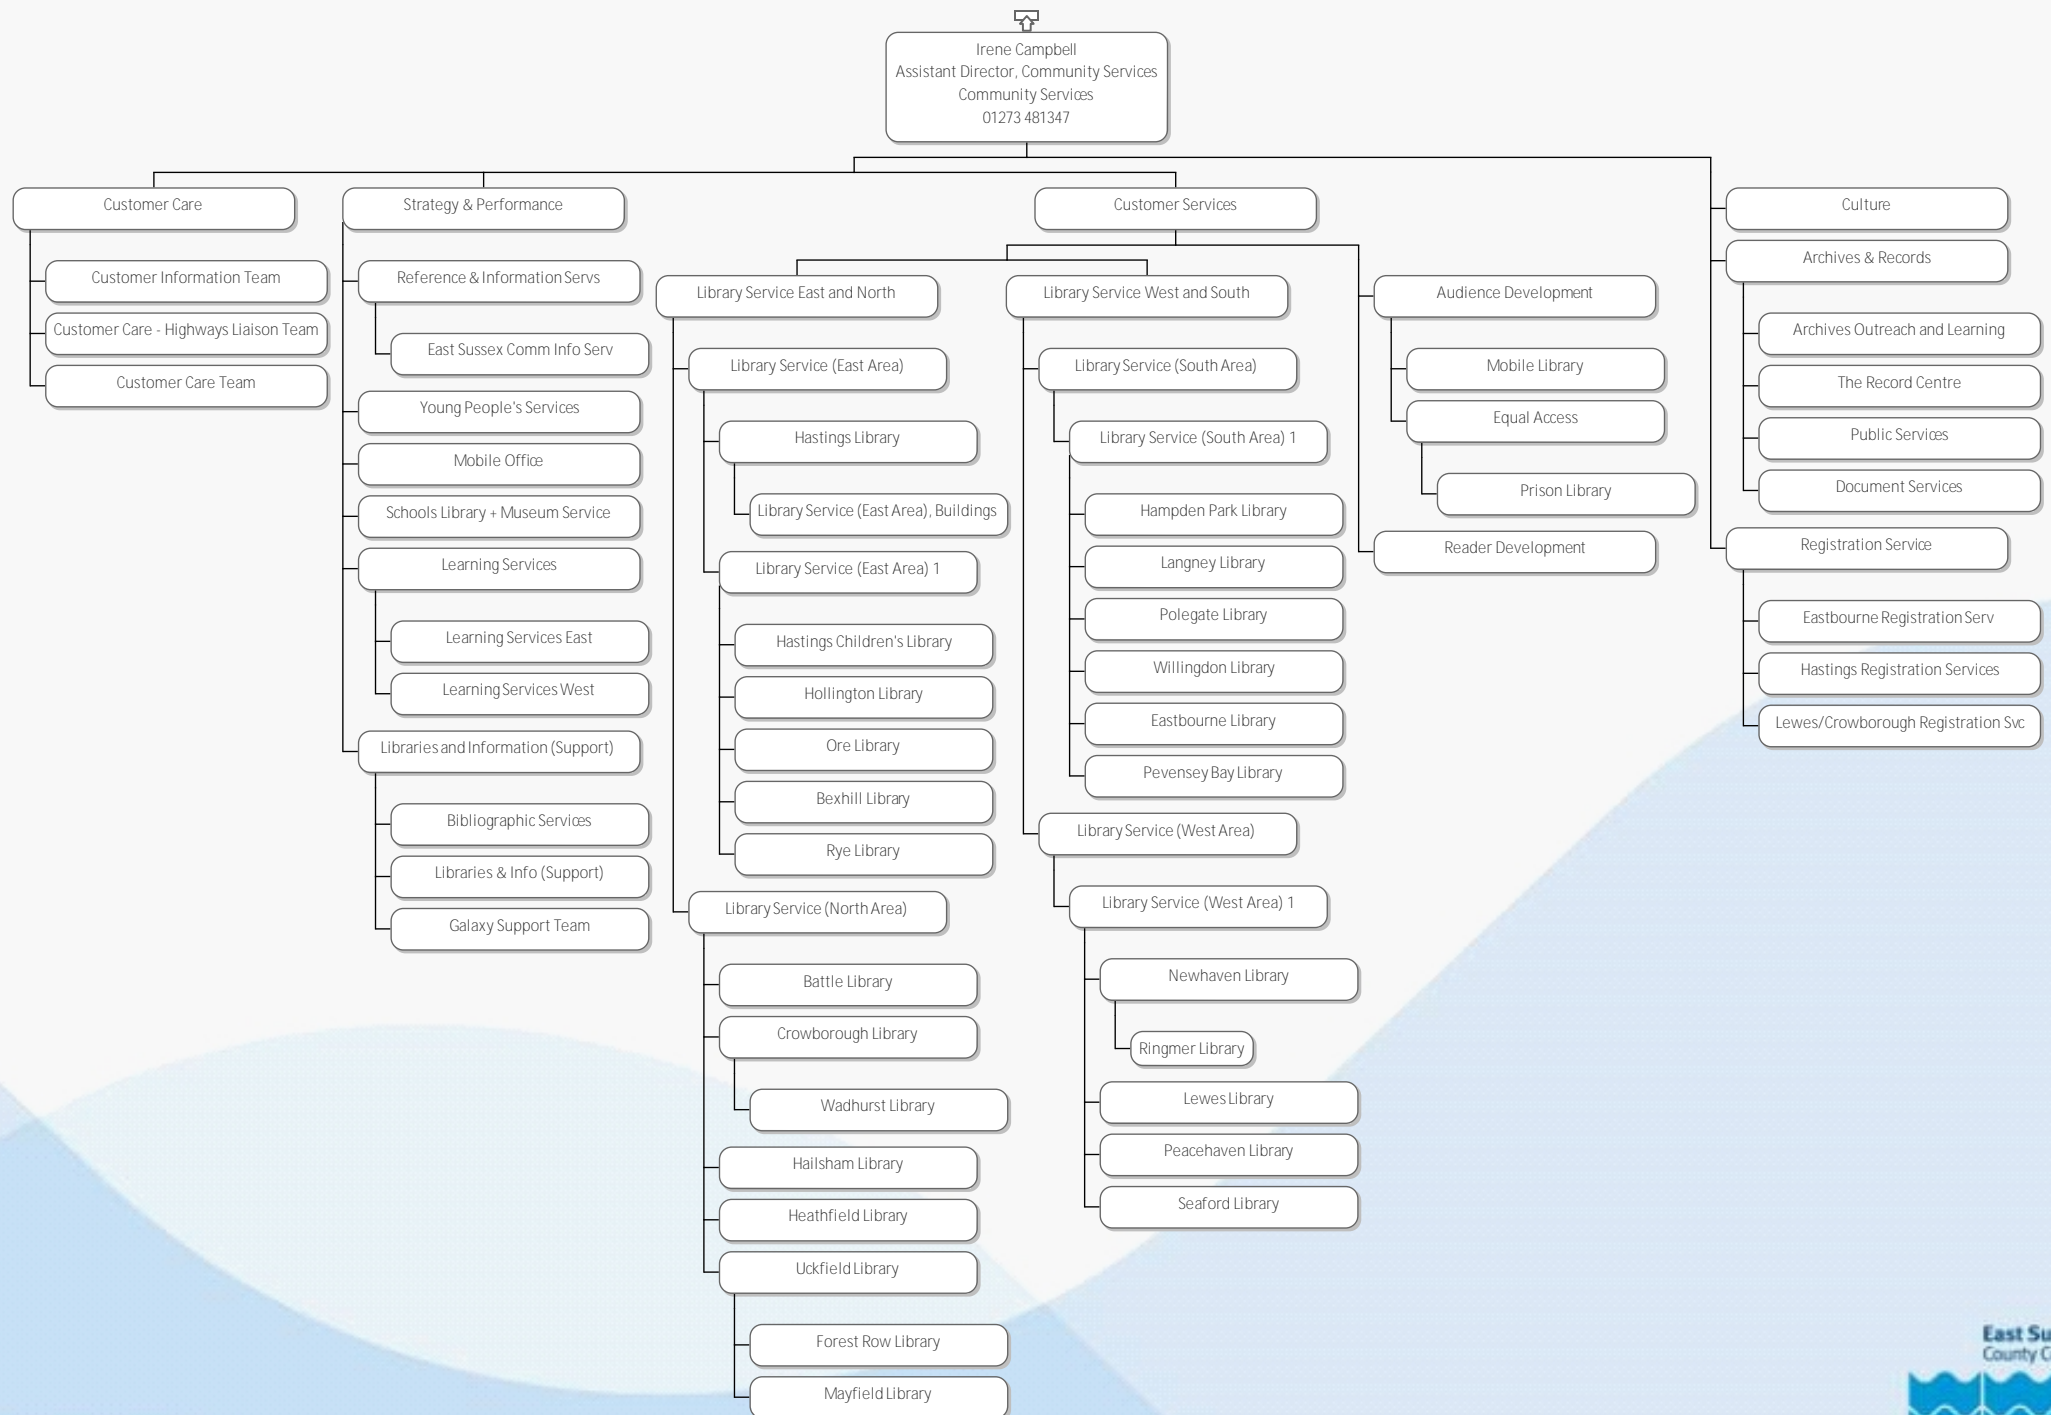 Irene Campbell
Assistant Director, Community Services
Community Services
01273 481347
Customer Care
Customer Information Team
Customer Care - Highways Liaison Team
Customer Care Team
Strategy & Performance
Reference & Information Servs
East Sussex Comm Info Serv
Young People's Services
Mobile Office
Schools Library + Museum Service
Learning Services
Learning Services East
Learning Services West
Libraries and Information (Support)
Bibliographic Services
Libraries & Info (Support)
Galaxy Support Team
Customer Services
Library Service East and North
Library Service (East Area)
Hastings Library
Library Service (East Area), Buildings
Library Service (East Area) 1
Hastings Children's Library
Hollington Library
Ore Library
Bexhill Library
Rye Library
Library Service (North Area)
Battle Library
Crowborough Library
Wadhurst Library
Hailsham Library
Heathfield Library
Uckfield Library
Forest Row Library
Mayfield Library
Library Service West and South
Library Service (South Area)
Library Service (South Area) 1
Hampden Park Library
Langney Library
Polegate Library
Willingdon Library
Eastbourne Library
Pevensey Bay Library
Library Service (West Area)
Library Service (West Area) 1
Newhaven Library
Ringmer Library
Lewes Library
Peacehaven Library
Seaford Library
Audience Development
Mobile Library
Equal Access
Prison Library
Reader Development
Culture
Archives & Records
Archives Outreach and Learning
The Record Centre
Public Services
Document Services
Registration Service
Eastbourne Registration Serv
Hastings Registration Services
Lewes/Crowborough Registration Svc
East Su
County C